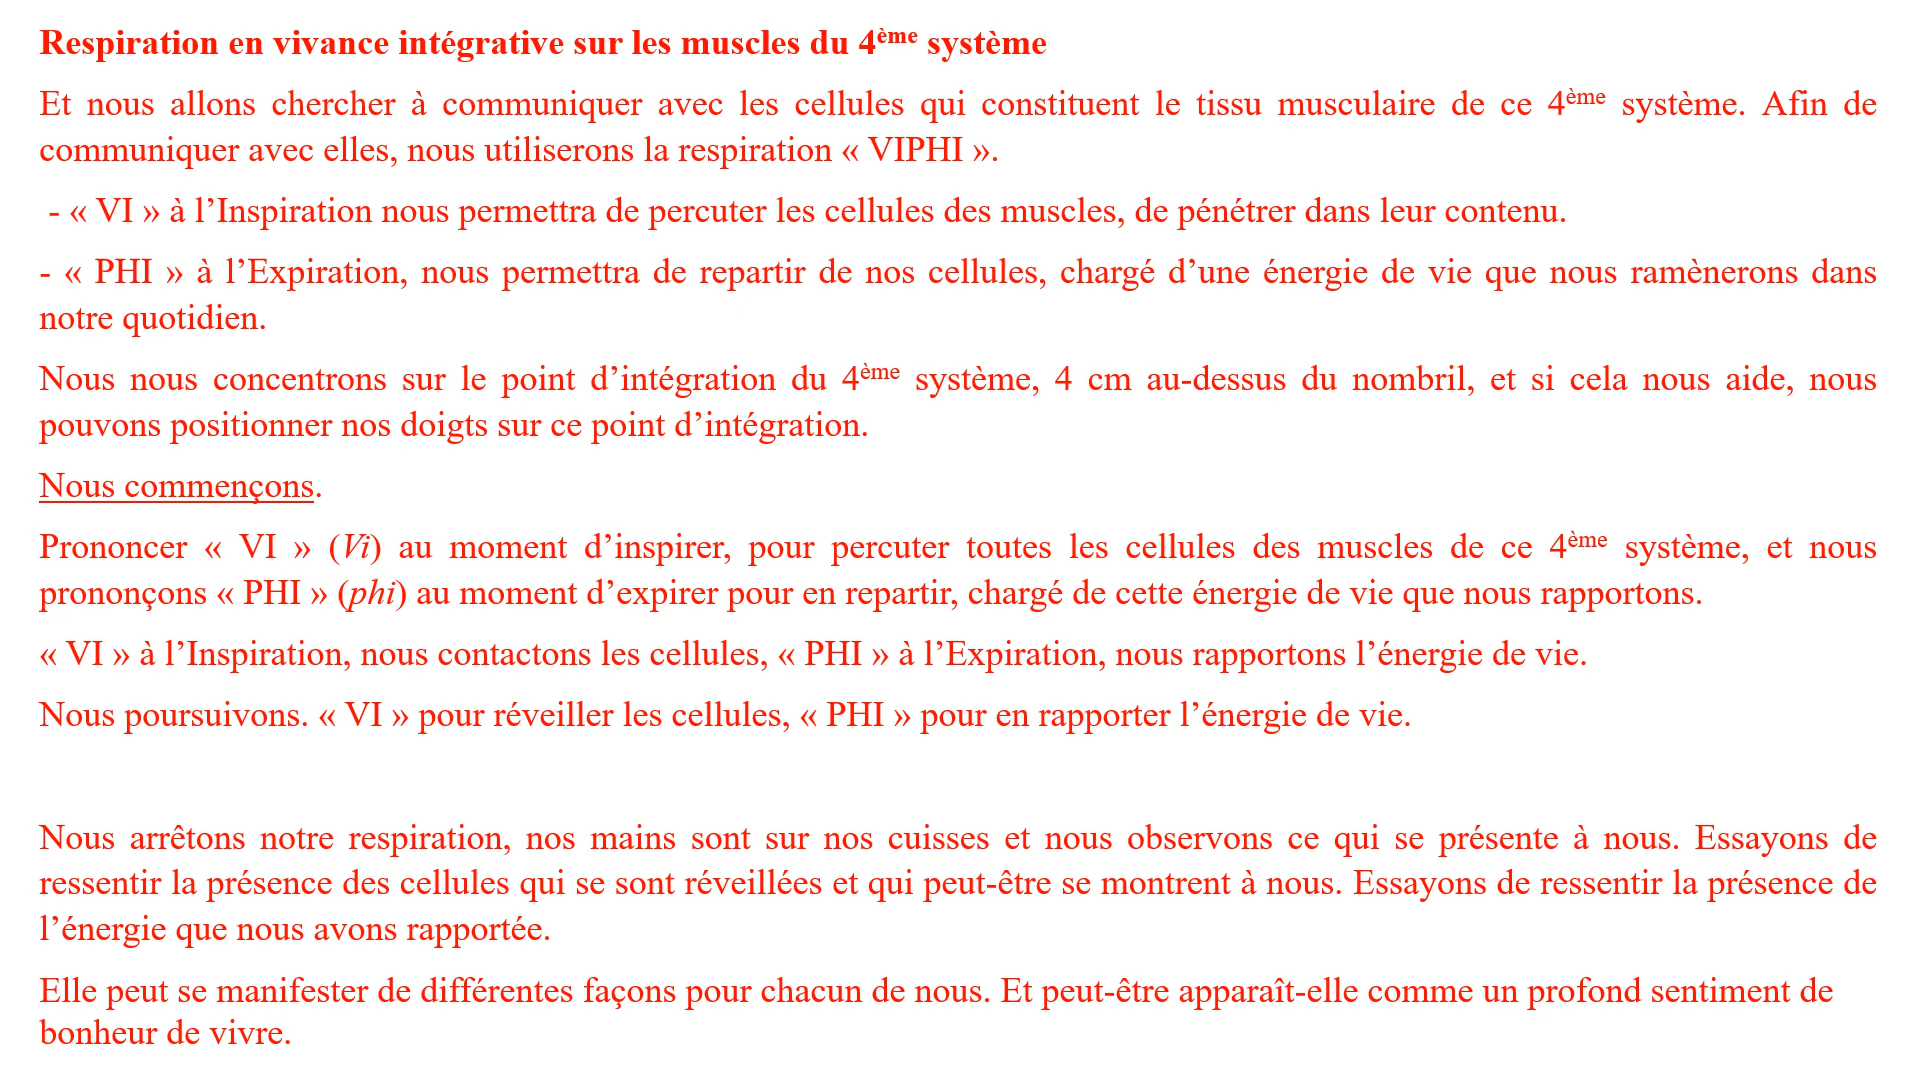 Respiration en vivance intégrative sur les muscles du 4ème système
Et nous allons chercher à communiquer avec les cellules qui constituent le tissu musculaire de ce 4ème système. Afin de
communiquer avec elles, nous utiliserons la respiration « VIPHI ».
- « VI » à l’Inspiration nous permettra de percuter les cellules des muscles, de pénétrer dans leur contenu.
- « PHI » à l’Expiration, nous permettra de repartir de nos cellules, chargé d’une énergie de vie que nous ramènerons dans
notre quotidien.
Nous nous concentrons sur le point d’intégration du 4ème système, 4 cm au-dessus du nombril, et si cela nous aide, nous
pouvons positionner nos doigts sur ce point d’intégration.
Nous commençons.
Prononcer « VI » (Vi) au moment d’inspirer, pour percuter toutes les cellules des muscles de ce 4ème système, et nous
prononçons « PHI » (phi) au moment d’expirer pour en repartir, chargé de cette énergie de vie que nous rapportons.
« VI » à l’Inspiration, nous contactons les cellules, « PHI » à l’Expiration, nous rapportons l’énergie de vie.
Nous poursuivons. « VI » pour réveiller les cellules, « PHI » pour en rapporter l’énergie de vie.
Nous arrêtons notre respiration, nos mains sont sur nos cuisses et nous observons ce qui se présente à nous. Essayons de
ressentir la présence des cellules qui se sont réveillées et qui peut-être se montrent à nous. Essayons de ressentir la présence de
l’énergie que nous avons rapportée.
Elle peut se manifester de différentes façons pour chacun de nous. Et peut-être apparaît-elle comme un profond sentiment de
bonheur de vivre.